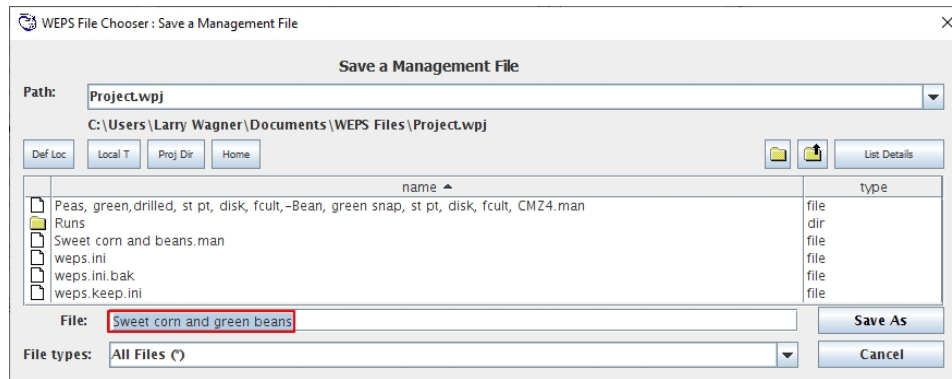 WEPS File Chooser : Save a Management File
Save a Management File
Path:
Project.wpj
C:\Users\Larry Wagner\Documents\WEPS Files\Project.wpj
Def Loc
Local T
Proj Dir
Home
List Details
name
type
Peas, green,drilled, st pt, disk, fcult,-Bean, green snap, st pt, disk, fcult, CMZ4.man file
Runs dir
Sweet corn and beans.man file
weps.ini file
weps.ini.bak file
weps.keep.ini file
File: Sweet corn and green beans
Save As
File types: All Files (*)
Cancel